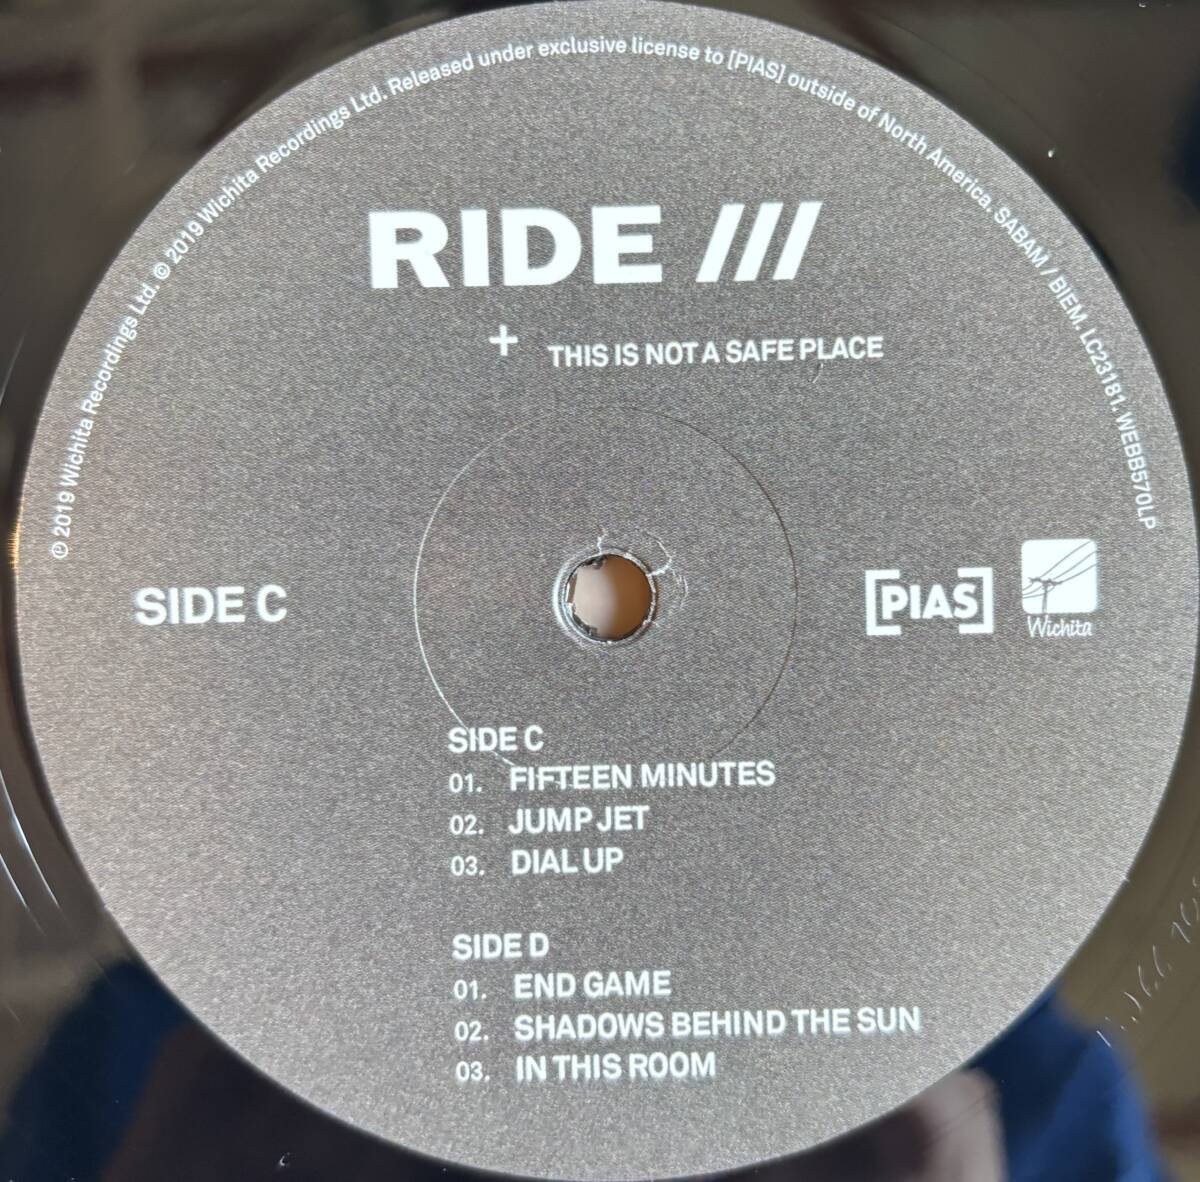 ℗ 2019 Wichita Recordings Ltd. © 2019 Wichita Recordings Ltd. Released under exclusive license to [PIAS] outside of North America. SABAM / BIEM. LC23181. WEBB570LP
RIDE ///
+ THIS IS NOT A SAFE PLACE
SIDE C
[PIAS]
Wichita
SIDE C
01. FIFTEEN MINUTES
02. JUMP JET
03. DIAL UP
SIDE D
01. END GAME
02. SHADOWS BEHIND THE SUN
03. IN THIS ROOM